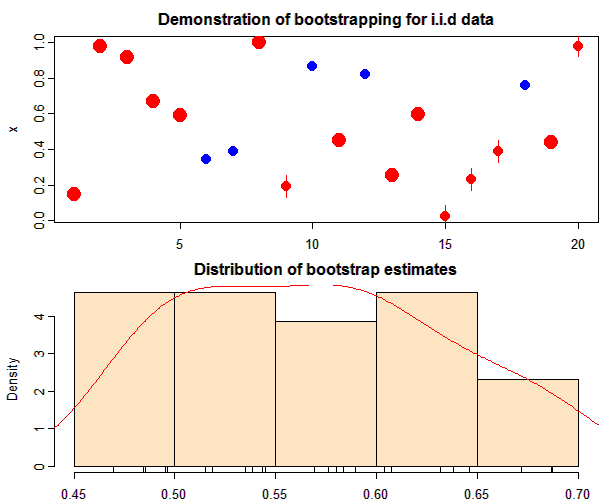 Demonstration of bootstrapping for i.i.d data
x
0.0 0.2 0.4 0.6 0.8 1.0
5 10 15 20
Distribution of bootstrap estimates
Density
0 1 2 3 4
0.45 0.50 0.55 0.60 0.65 0.70